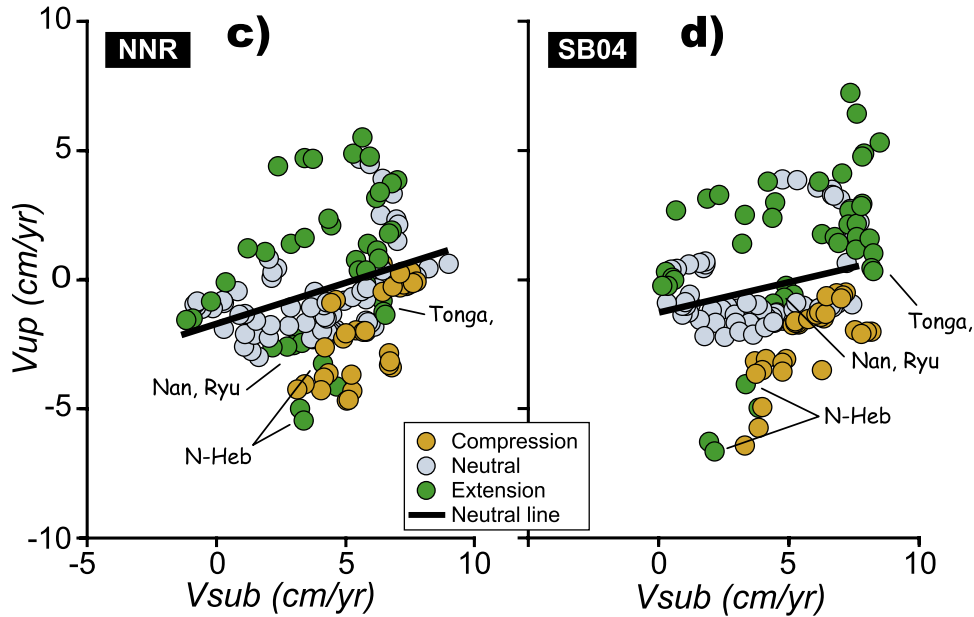 c)
d)
NNR
SB04
10
5
0
-5
-10
Vup (cm/yr)
Tonga,
Nan, Ryu
N-Heb
Tonga,
Nan, Ryu
N-Heb
Compression
Neutral
Extension
Neutral line
-5
0
5
10
0
5
10
Vsub (cm/yr)
Vsub (cm/yr)